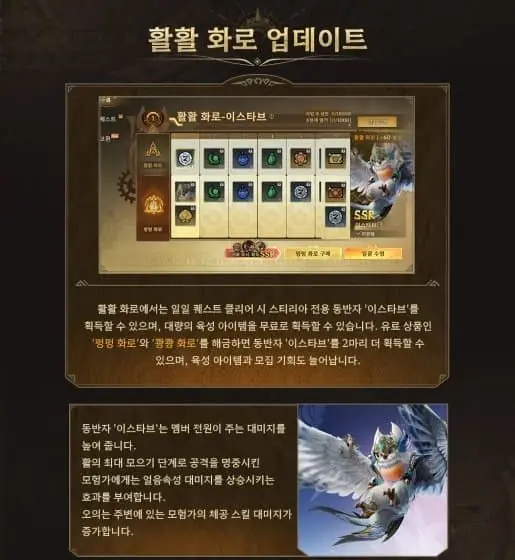 활활 화로 업데이트
활활 화로-이스타브
SSR
펑펑 화로 구매
일괄 수령
활활 화로에서는 일일 퀘스트 클리어 시 스티리아 전용 동반자 '이스타브'를
획득할 수 있으며, 대량의 육성 아이템을 무료로 획득할 수 있습니다. 유료 상품인
'펑펑 화로'와 '쾅쾅 화로'를 해금하면 동반자 '이스타브'를 2마리 더 획득할 수
있으며, 육성 아이템과 모집 기회도 늘어납니다.
동반자 '이스타브'는 멤버 전원이 주는 대미지를
높여 줍니다.
활의 최대 모으기 단계로 공격을 명중시킨
모험가에게는 얼음속성 대미지를 상승시키는
효과를 부여합니다.
오의는 주변에 있는 모험가의 체공 스킬 대미지가
증가합니다.